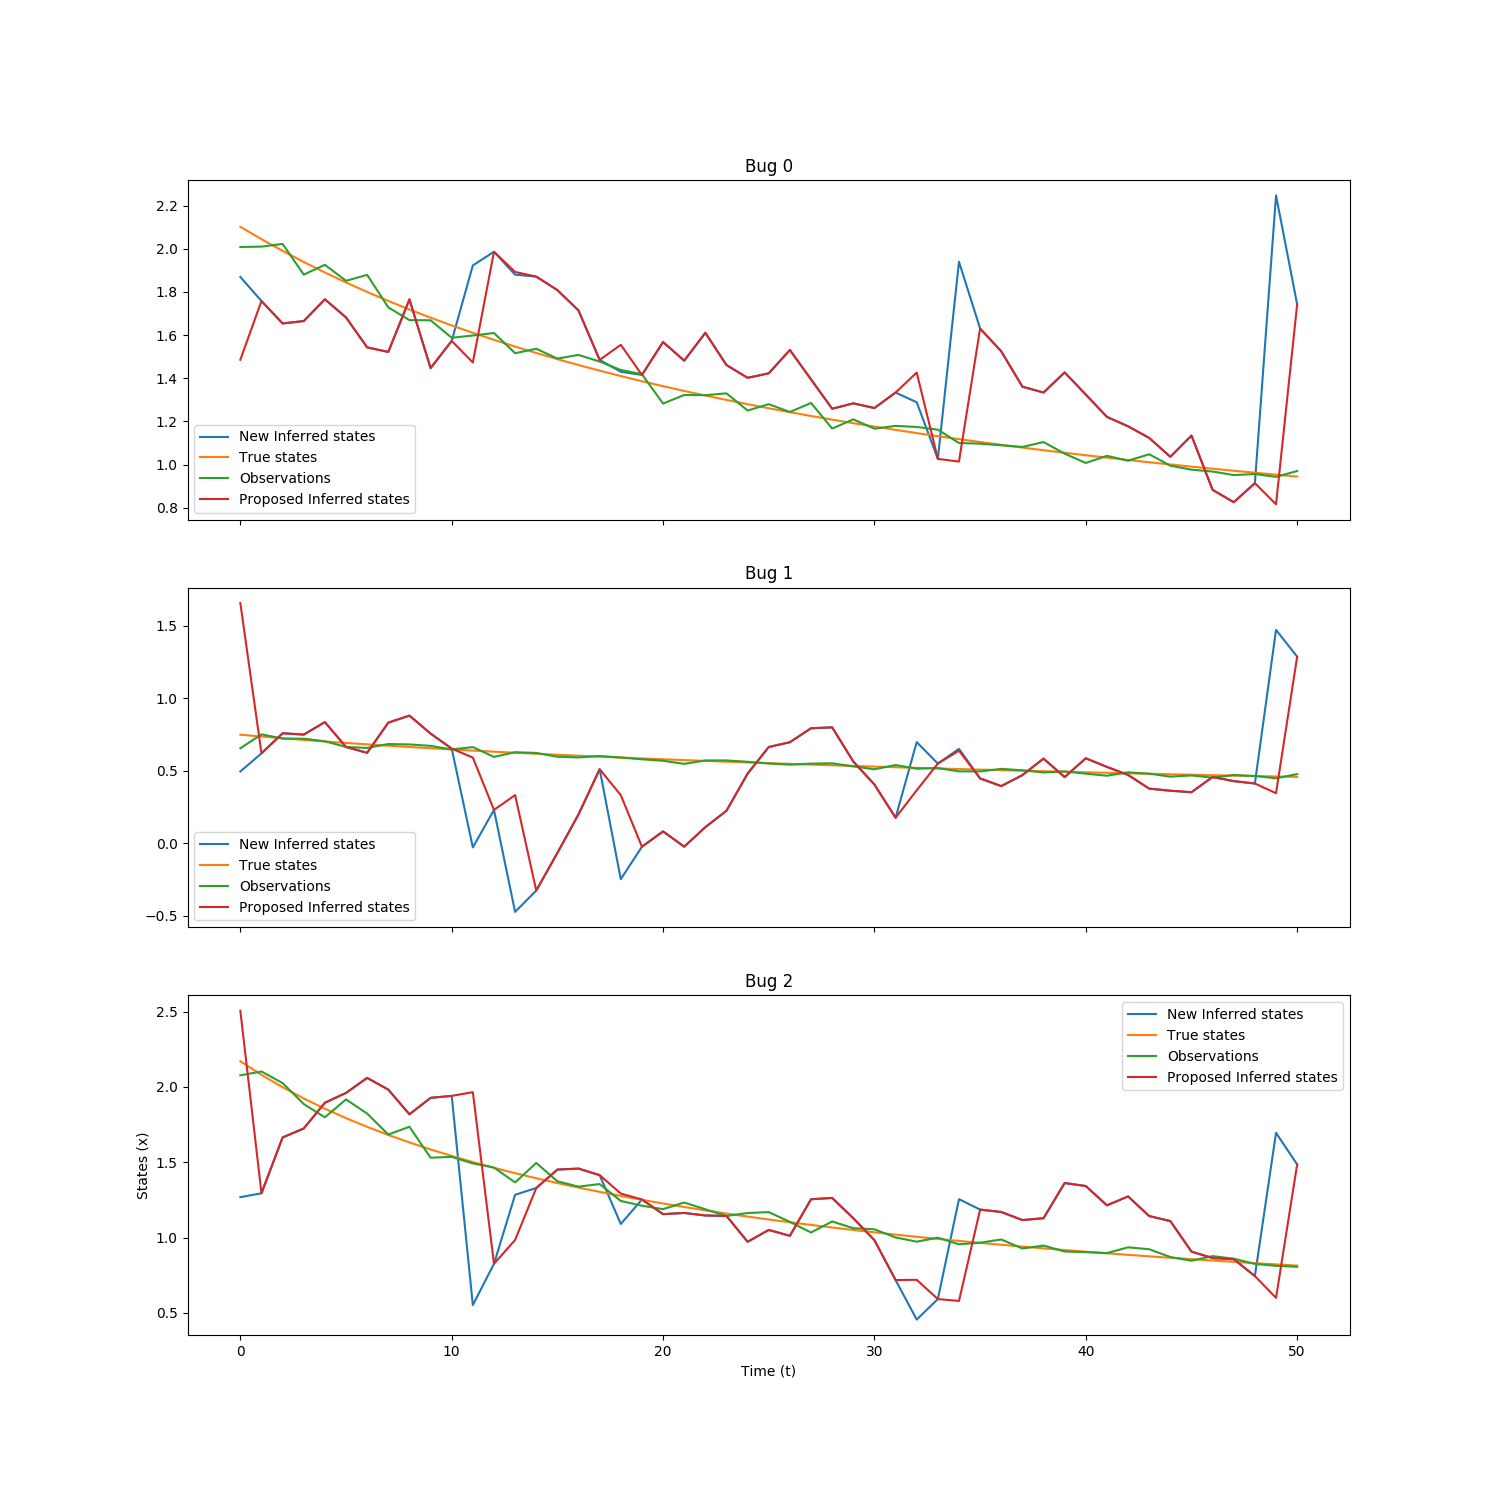 Bug 0
2.2
2.0
1.8
1.6
1.4
1.2
1.0
0.8
New Inferred states
True states
Observations
Proposed Inferred states
Bug 1
1.5
1.0
0.5
0.0
−0.5
New Inferred states
True states
Observations
Proposed Inferred states
Bug 2
States (x)
2.5
2.0
1.5
1.0
0.5
New Inferred states
True states
Observations
Proposed Inferred states
0 10 20 30 40 50
Time (t)